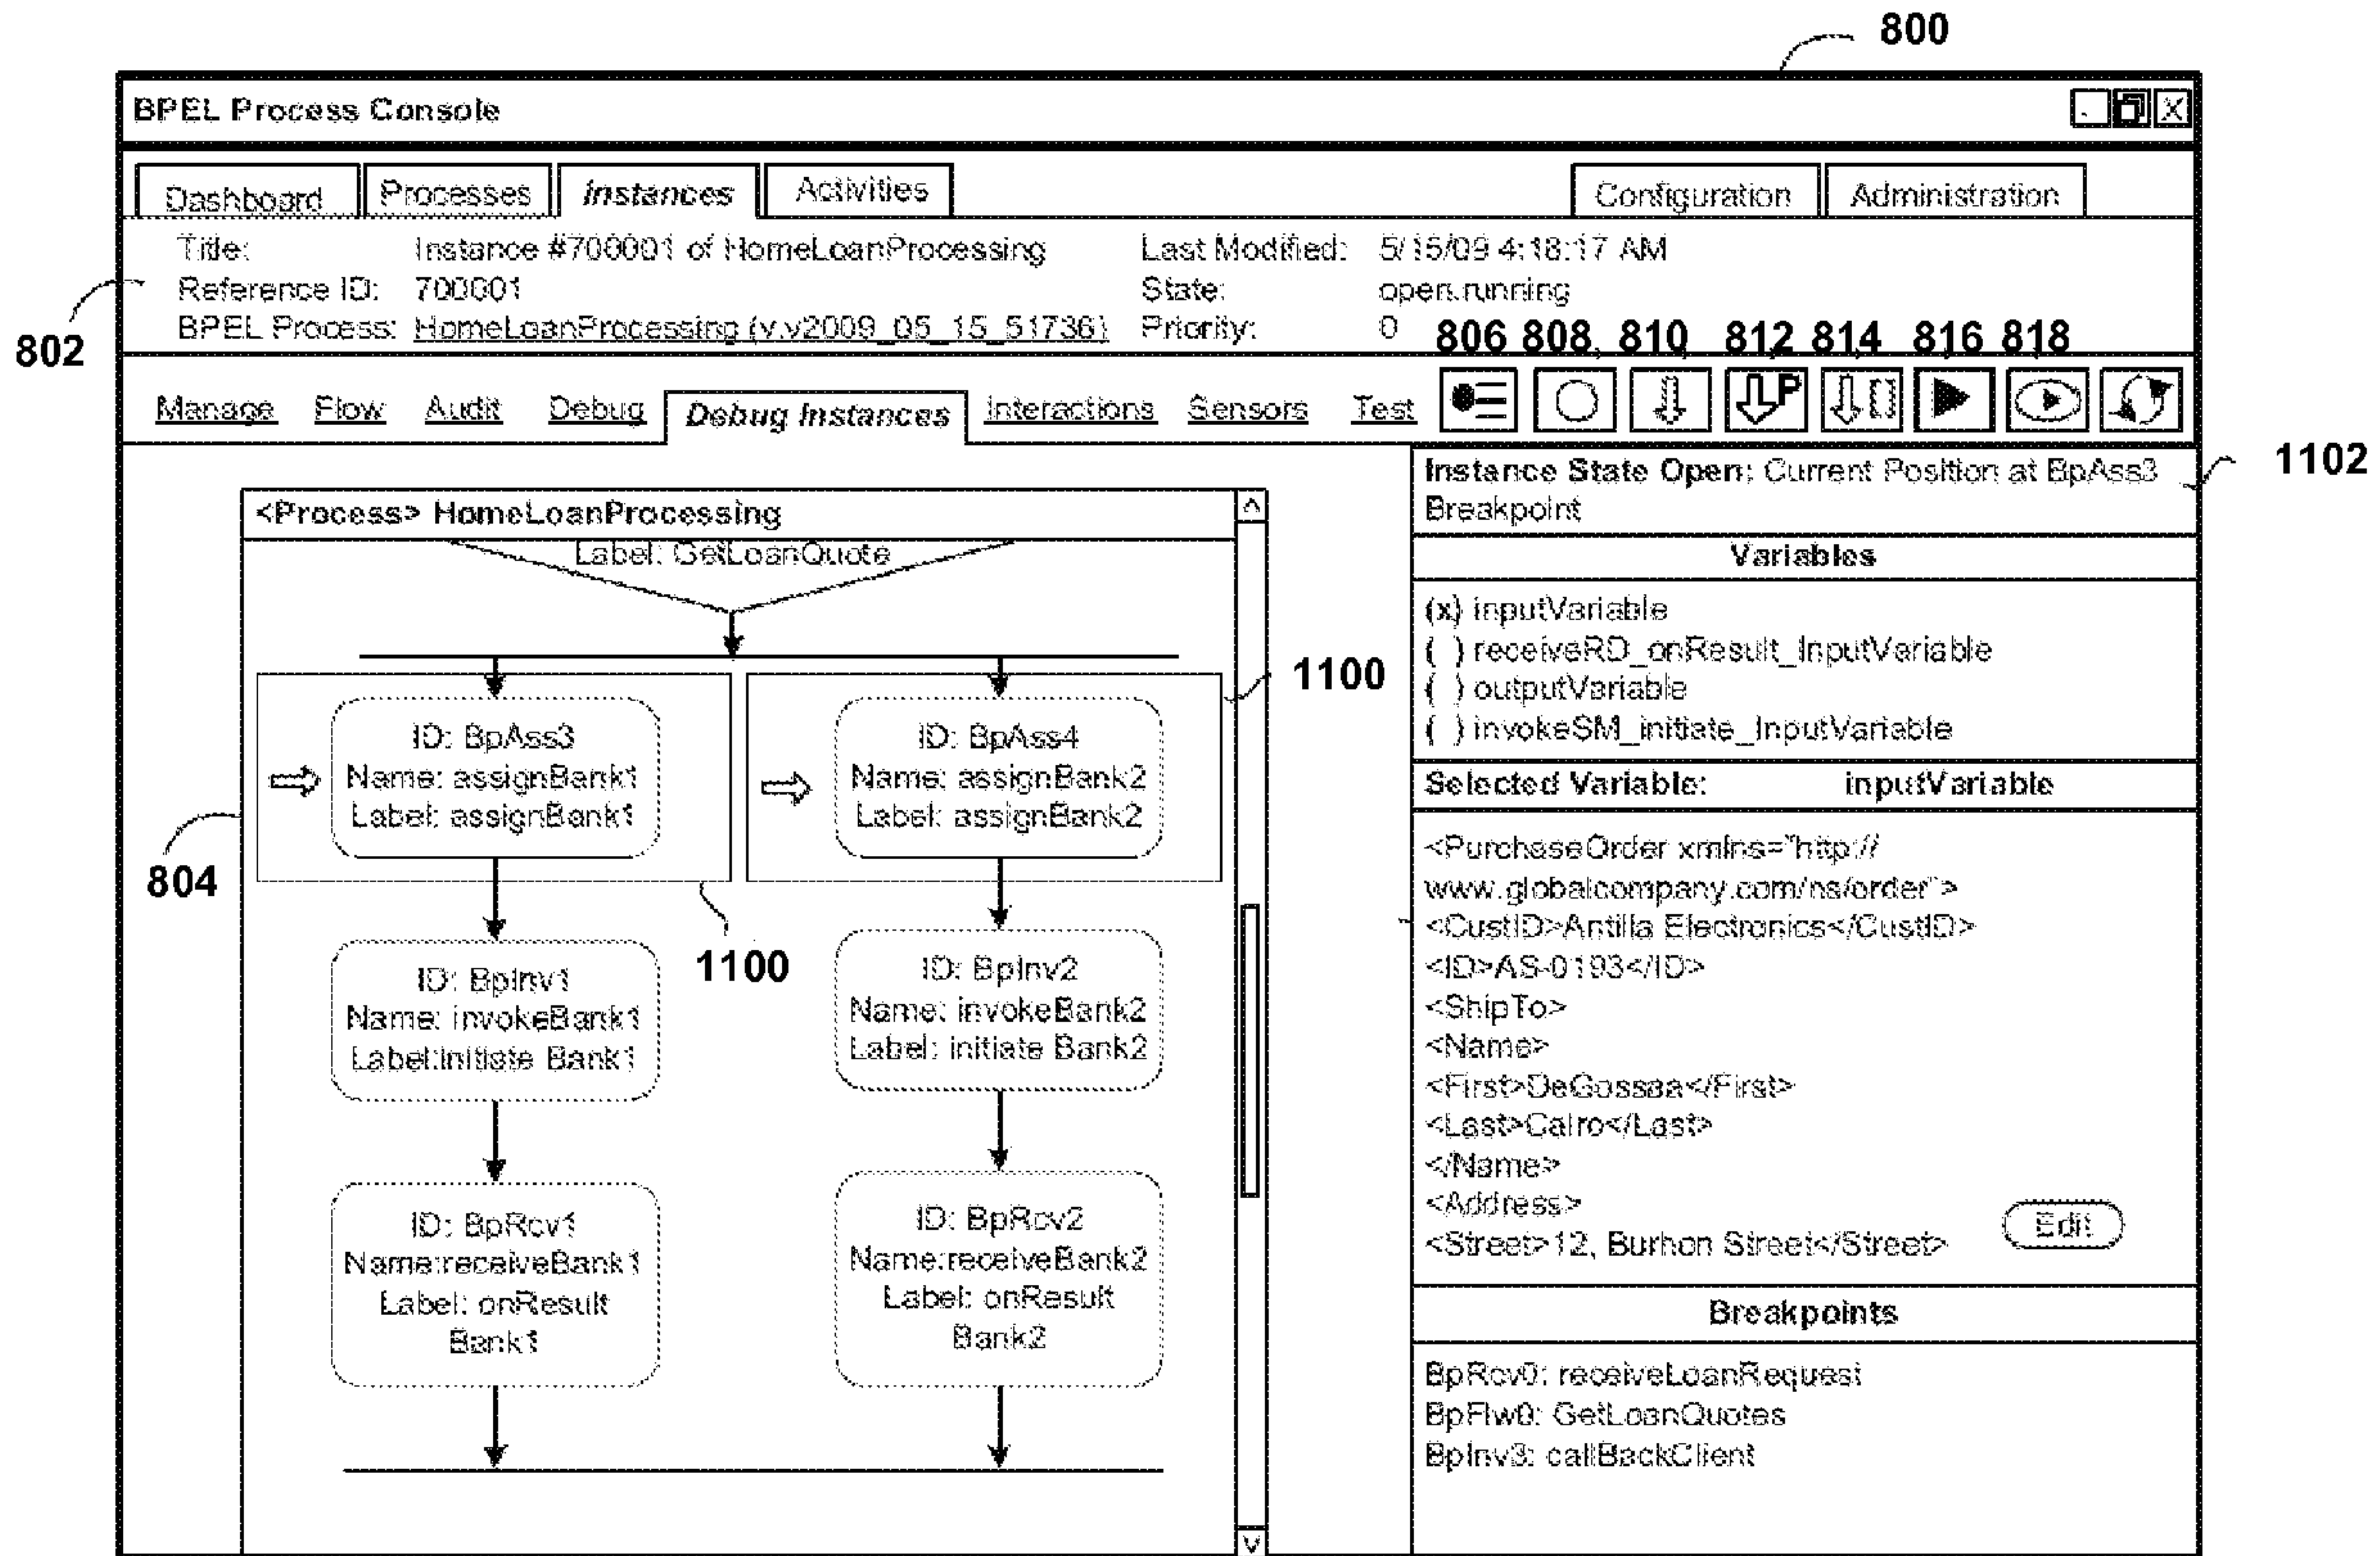 800
BPEL Process Console
Dashboard Processes Instances Activities Configuration Administration
Title: Instance #700001 of HomeLoanProcessing Last Modified: 5/15/09 4:18:17 AM
Reference ID: 700001 State: open.running
BPEL Process: HomeLoanProcessing (v.v2009_05_15_51736) Priority: 0
802
806 808 810 812 814 816 818
Manage Flow Audit Debug Debug Instances Interactions Sensors Test
P
Instance State Open: Current Position at BpAss3
Breakpoint
1102
<Process> HomeLoanProcessing
Label: GetLoanQuote
Variables
(x) inputVariable
( ) receiveRD_onResult_InputVariable
( ) outputVariable
( ) invokeSM_initiate_InputVariable
1100
ID: BpAss3
Name: assignBank1
Label: assignBank1
ID: BpAss4
Name: assignBank2
Label: assignBank2
804
1100
ID: BpInv1
Name: invokeBank1
Label:initiate Bank1
ID: BpInv2
Name: invokeBank2
Label: initiate Bank2
ID: BpRcv1
Name:receiveBank1
Label: onResult
Bank1
ID: BpRcv2
Name:receiveBank2
Label: onResult
Bank2
Selected Variable: inputVariable
<PurchaseOrder xmlns="http://
www.globalcompany.com/ns/order">
<CustID>Antilla Electronics</CustID>
<ID>AS-0193</ID>
<ShipTo>
<Name>
<First>DeGossaa</First>
<Last>Cairo</Last>
</Name>
<Address>
<Street>12, Burhon Street</Street>
Edit
Breakpoints
BpRcv0: receiveLoanRequest
BpFlw0: GetLoanQuotes
BpInv3: callBackClient